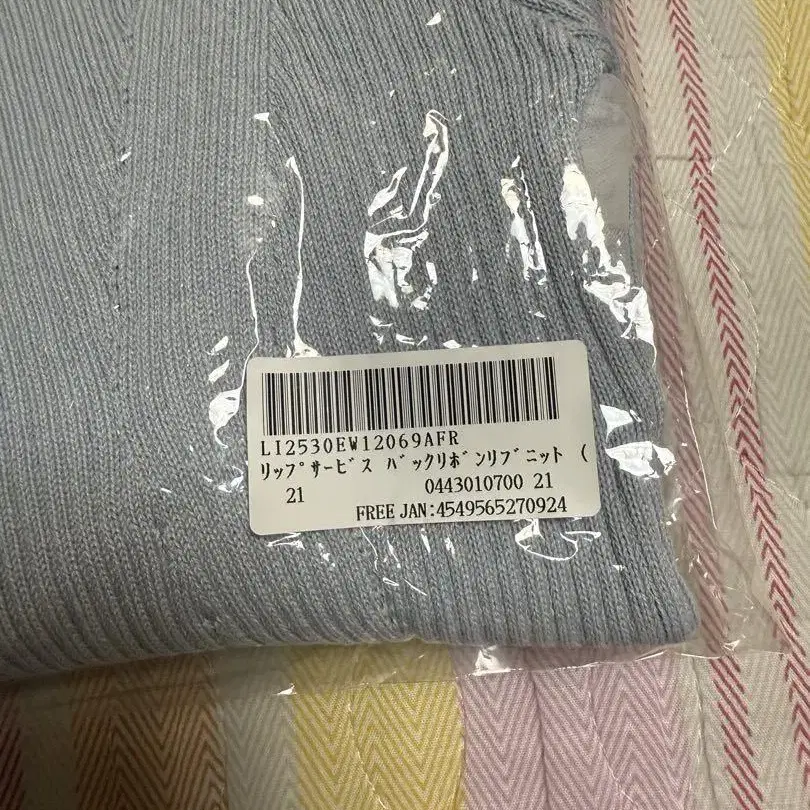 LI2530EW12069AFR
ﾘｯﾌﾟｻｰﾋﾞｽ ﾊﾞｯｸﾘﾎﾞﾝﾘﾌﾞﾆｯﾄ (
21 0443010700 21
FREE JAN:4549565270924